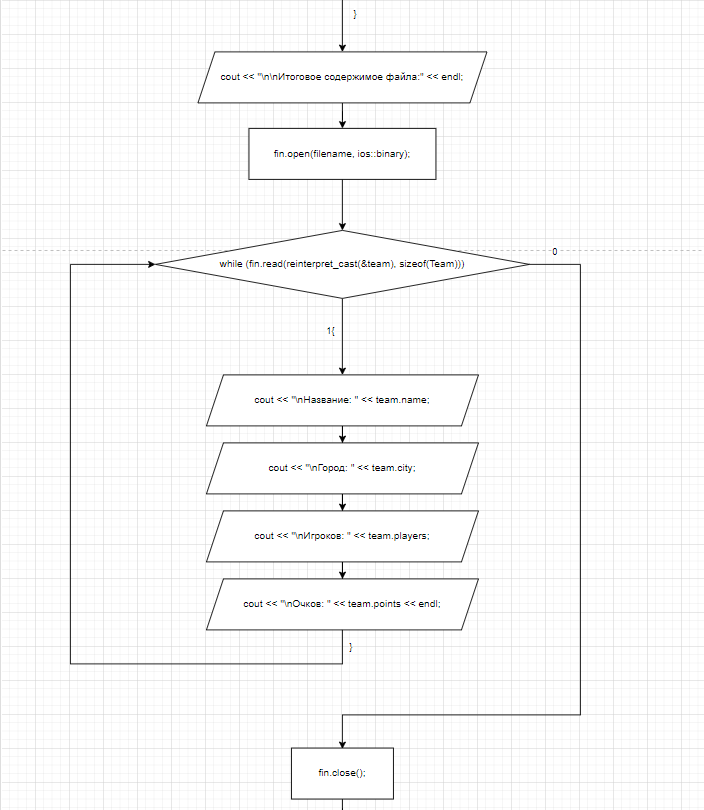 }
cout << "\n\nИтоговое содержимое файла:" << endl;
fin.open(filename, ios::binary);
0
while (fin.read(reinterpret_cast(&team), sizeof(Team)))
1{
cout << "\nНазвание: " << team.name;
cout << "\nГород: " << team.city;
cout << "\nИгроков: " << team.players;
cout << "\nОчков: " << team.points << endl;
}
fin.close();